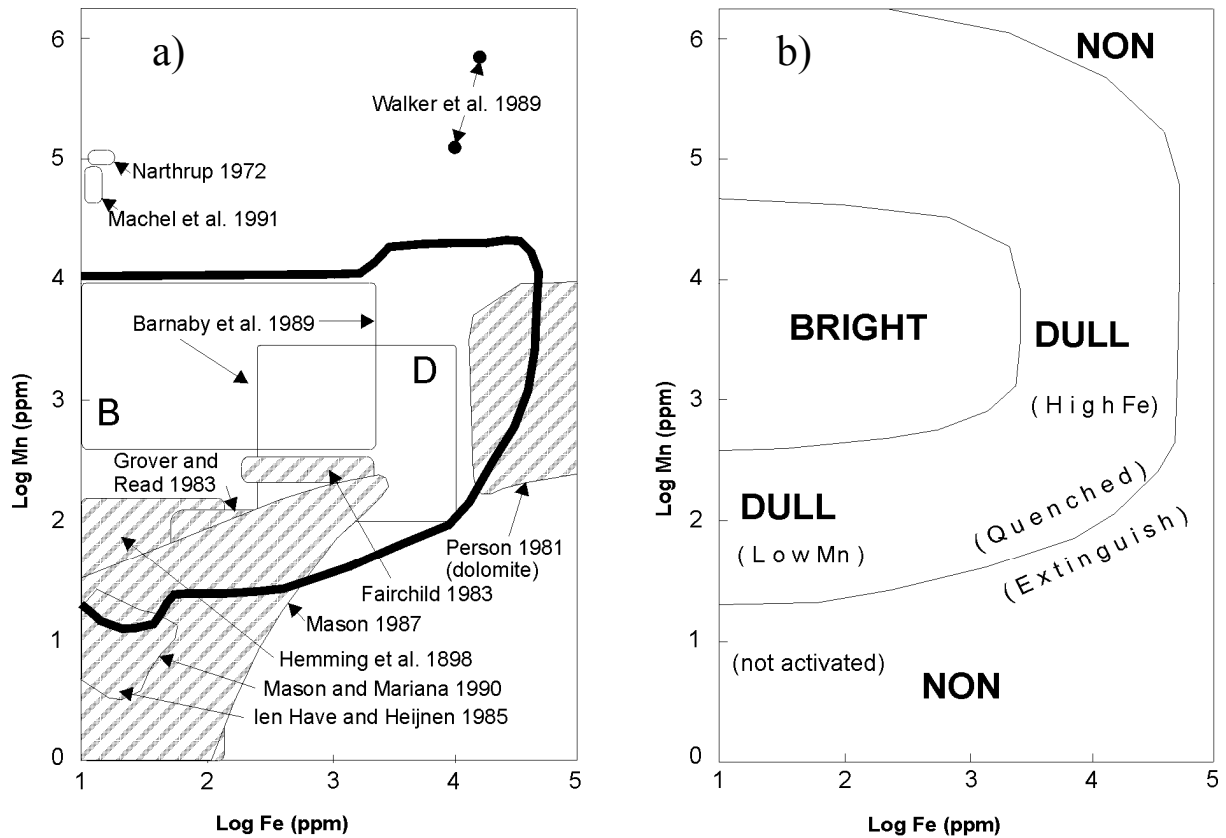 a)
6
5
4
3
2
1
0
Log Mn (ppm)
Walker et al. 1989
Narthrup 1972
Machel et al. 1991
Barnaby et al. 1989
D
B
Grover and
Read 1983
Person 1981
(dolomite)
Fairchild 1983
Mason 1987
Hemming et al. 1898
Mason and Mariana 1990
Ien Have and Heijnen 1985
1
2
3
4
5
Log Fe (ppm)
b)
6
5
4
3
2
1
0
Log Mn (ppm)
NON
BRIGHT
DULL
(High Fe)
DULL
(Low Mn)
(Quenched)
(Extinguish)
(not activated)
NON
1
2
3
4
5
Log Fe (ppm)